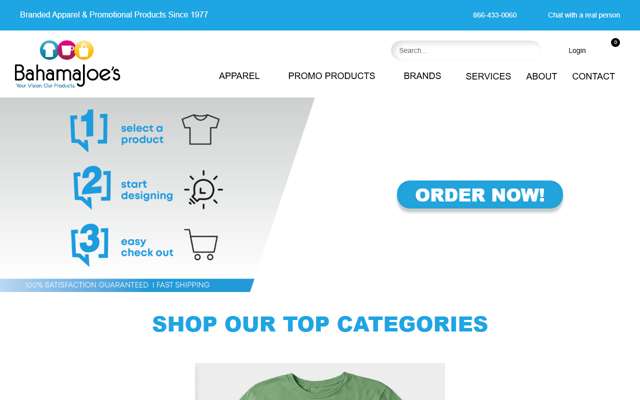 Branded Apparel & Promotional Products Since 1977
866-433-0060
Chat with a real person
Search...
Login
0
BahamaJoe's
Your Vision Our Products
APPAREL
PROMO PRODUCTS
BRANDS
SERVICES
ABOUT
CONTACT
1
select a
product
2
start
designing
3
easy
check out
ORDER NOW!
100% SATISFACTION GUARANTEED | FAST SHIPPING
SHOP OUR TOP CATEGORIES